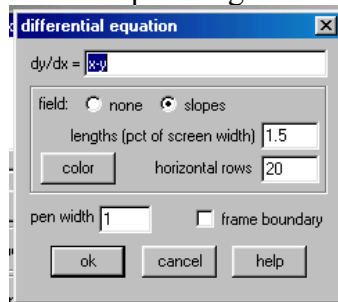 differential equation
dy/dx = x-y
field: none slopes
lengths (pct of screen width) 1.5
color horizontal rows 20
pen width 1 frame boundary
ok cancel help